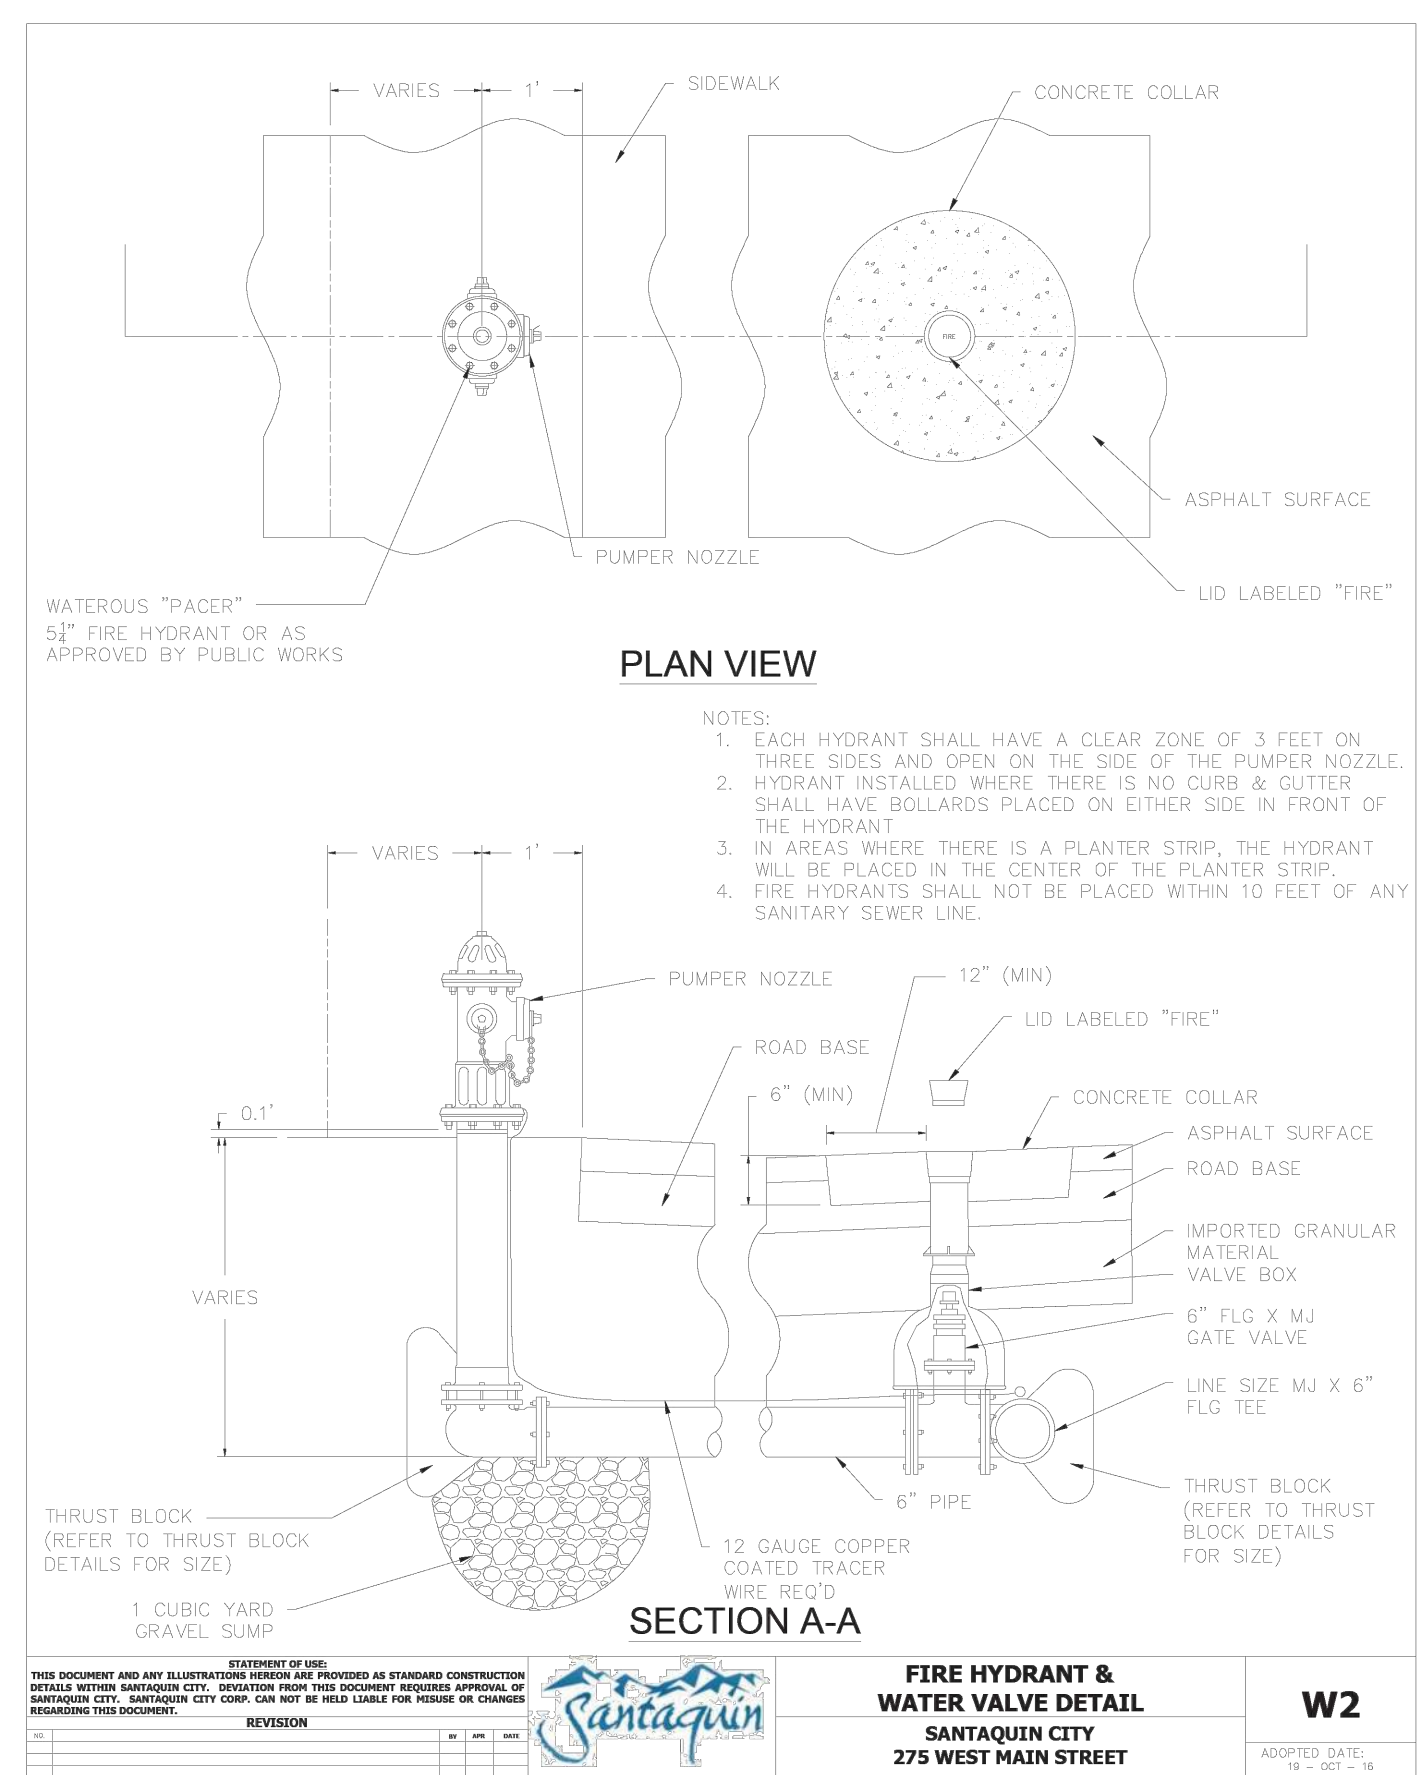 VARIES
1'
SIDEWALK
CONCRETE COLLAR
FIRE
ASPHALT SURFACE
PUMPER NOZZLE
LID LABELED "FIRE"
WATEROUS "PACER"
5 1/4" FIRE HYDRANT OR AS
APPROVED BY PUBLIC WORKS
PLAN VIEW
NOTES:
1. EACH HYDRANT SHALL HAVE A CLEAR ZONE OF 3 FEET ON
THREE SIDES AND OPEN ON THE SIDE OF THE PUMPER NOZZLE.
2. HYDRANT INSTALLED WHERE THERE IS NO CURB & GUTTER
SHALL HAVE BOLLARDS PLACED ON EITHER SIDE IN FRONT OF
THE HYDRANT
3. IN AREAS WHERE THERE IS A PLANTER STRIP, THE HYDRANT
WILL BE PLACED IN THE CENTER OF THE PLANTER STRIP.
4. FIRE HYDRANTS SHALL NOT BE PLACED WITHIN 10 FEET OF ANY
SANITARY SEWER LINE.
VARIES
1'
PUMPER NOZZLE
12" (MIN)
LID LABELED "FIRE"
ROAD BASE
6" (MIN)
CONCRETE COLLAR
0.1'
ASPHALT SURFACE
ROAD BASE
IMPORTED GRANULAR
MATERIAL
VALVE BOX
VARIES
6" FLG X MJ
GATE VALVE
LINE SIZE MJ X 6"
FLG TEE
THRUST BLOCK
(REFER TO THRUST
BLOCK DETAILS
FOR SIZE)
6" PIPE
THRUST BLOCK
(REFER TO THRUST BLOCK
DETAILS FOR SIZE)
12 GAUGE COPPER
COATED TRACER
WIRE REQ'D
1 CUBIC YARD
GRAVEL SUMP
SECTION A-A
STATEMENT OF USE:
THIS DOCUMENT AND ANY ILLUSTRATIONS HEREON ARE PROVIDED AS STANDARD CONSTRUCTION
DETAILS WITHIN SANTAQUIN CITY. DEVIATION FROM THIS DOCUMENT REQUIRES APPROVAL OF
SANTAQUIN CITY. SANTAQUIN CITY CORP. CAN NOT BE HELD LIABLE FOR MISUSE OR CHANGES
REGARDING THIS DOCUMENT.
REVISION
NO. BY APR DATE
Santaquin
FIRE HYDRANT &
WATER VALVE DETAIL
SANTAQUIN CITY
275 WEST MAIN STREET
W2
ADOPTED DATE:
19 - OCT - 16